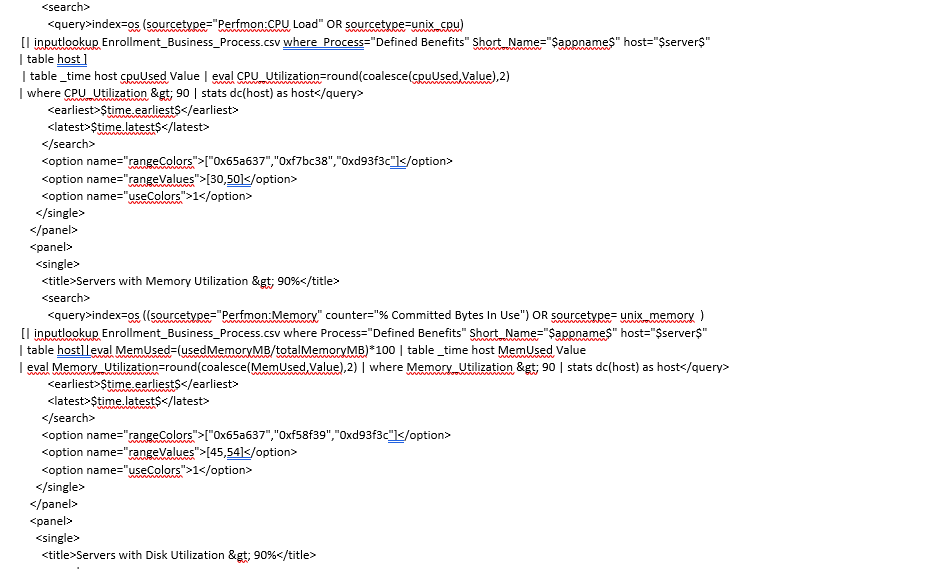 <search>
<query>index=os (sourcetype="Perfmon:CPU Load" OR sourcetype=unix_cpu)
[| inputlookup Enrollment_Business_Process.csv where Process="Defined Benefits" Short_Name="$appname$" host="$server$"
| table host ]
| table _time host cpuUsed Value | eval CPU_Utilization=round(coalesce(cpuUsed,Value),2)
| where CPU_Utilization &gt; 90 | stats dc(host) as host</query>
<earliest>$time.earliest$</earliest>
<latest>$time.latest$</latest>
</search>
<option name="rangeColors">["0x65a637","0xf7bc38","0xd93f3c"]</option>
<option name="rangeValues">[30,50]</option>
<option name="useColors">1</option>
</single>
</panel>
<panel>
<single>
<title>Servers with Memory Utilization &gt; 90%</title>
<search>
<query>index=os ((sourcetype="Perfmon:Memory" counter="% Committed Bytes In Use") OR sourcetype= unix_memory )
[| inputlookup Enrollment_Business_Process.csv where Process="Defined Benefits" Short_Name="$appname$" host="$server$"
| table host]|eval MemUsed=(usedMemoryMB/totalMemoryMB)*100 | table _time host MemUsed Value
| eval Memory_Utilization=round(coalesce(MemUsed,Value),2) | where Memory_Utilization &gt; 90 | stats dc(host) as host</query>
<earliest>$time.earliest$</earliest>
<latest>$time.latest$</latest>
</search>
<option name="rangeColors">["0x65a637","0xf58f39","0xd93f3c"]</option>
<option name="rangeValues">[45,54]</option>
<option name="useColors">1</option>
</single>
</panel>
<panel>
<single>
<title>Servers with Disk Utilization &gt; 90%</title>